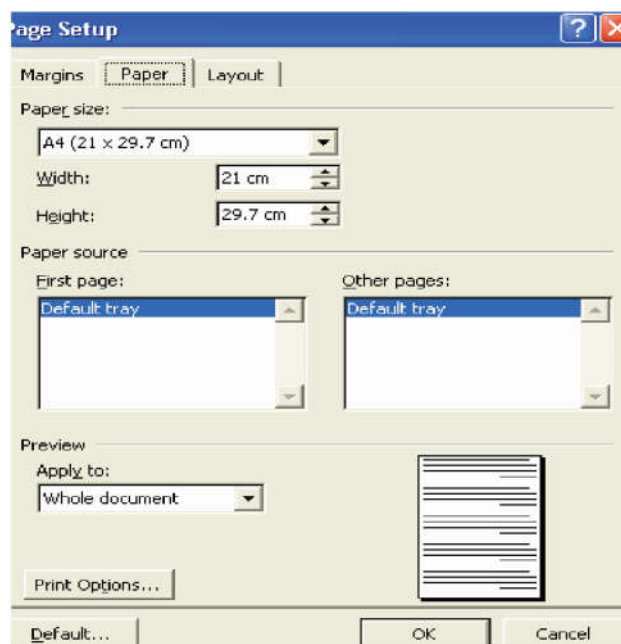 Page Setup
Margins Paper Layout
Paper size:
A4 (21 x 29.7 cm)
Width: 21 cm
Height: 29.7 cm
Paper source
First page: Other pages:
Default tray Default tray
Preview
Apply to:
Whole document
Print Options...
Default... OK Cancel